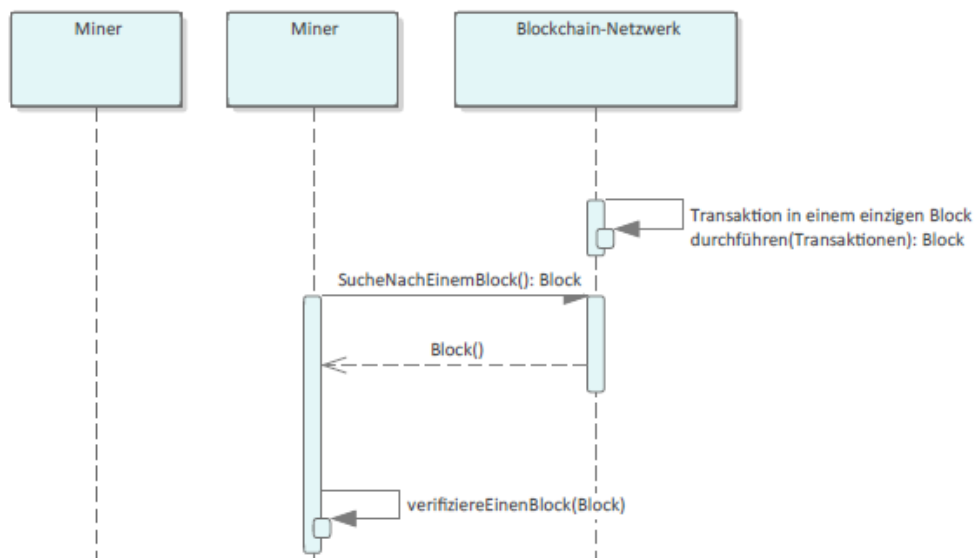 Miner
Miner
Blockchain-Netzwerk
Transaktion in einem einzigen Block
durchführen(Transaktionen): Block
SucheNachEinemBlock(): Block
Block()
verifiziereEinenBlock(Block)